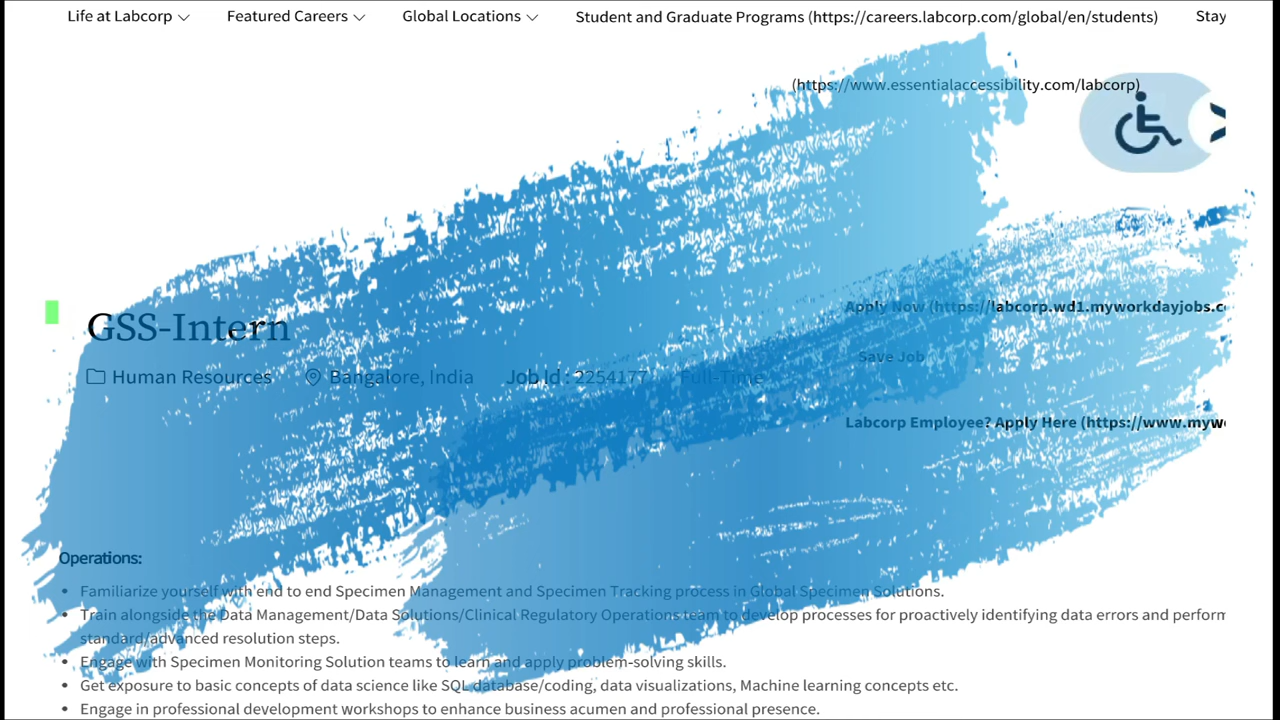 Life at Labcorp Featured Careers Global Locations Student and Graduate Programs (https://careers.labcorp.com/global/en/students) Stay
(https://www.essentialaccessibility.com/labcorp)
GSS-Intern
Apply Now (https://labcorp.wd1.myworkdayjobs.c
Save Job
Human Resources Bangalore, India Job Id : 2254177 Full-Time
Labcorp Employee? Apply Here (https://www.myw
Operations:
• Familiarize yourself with end to end Specimen Management and Specimen Tracking process in Global Specimen Solutions.
• Train alongside the Data Management/Data Solutions/Clinical Regulatory Operations team to develop processes for proactively identifying data errors and perform
standard/advanced resolution steps.
• Engage with Specimen Monitoring Solution teams to learn and apply problem-solving skills.
• Get exposure to basic concepts of data science like SQL database/coding, data visualizations, Machine learning concepts etc.
• Engage in professional development workshops to enhance business acumen and professional presence.